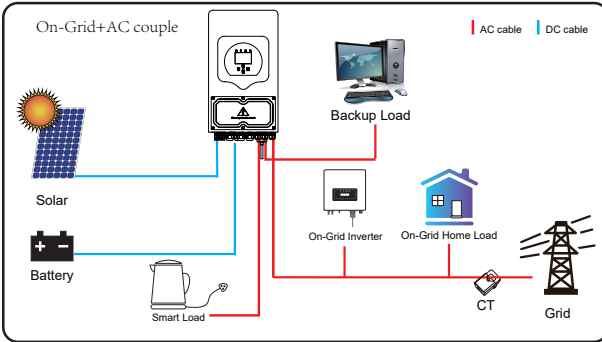 On-Grid+AC couple
AC cable
DC cable
Backup Load
Solar
On-Grid Inverter
On-Grid Home Load
Battery
CT
Grid
Smart Load